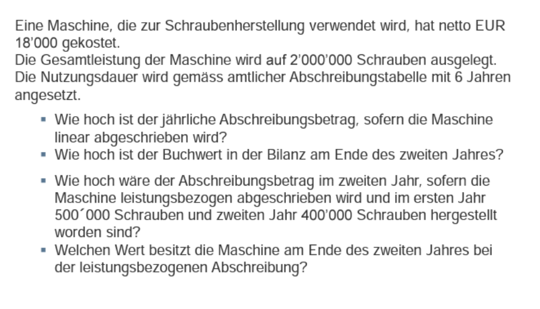 Eine Maschine, die zur Schraubenherstellung verwendet wird, hat netto EUR
18'000 gekostet.
Die Gesamtleistung der Maschine wird auf 2'000'000 Schrauben ausgelegt.
Die Nutzungsdauer wird gemäss amtlicher Abschreibungstabelle mit 6 Jahren
angesetzt.
▪ Wie hoch ist der jährliche Abschreibungsbetrag, sofern die Maschine
linear abgeschrieben wird?
▪ Wie hoch ist der Buchwert in der Bilanz am Ende des zweiten Jahres?
▪ Wie hoch wäre der Abschreibungsbetrag im zweiten Jahr, sofern die
Maschine leistungsbezogen abgeschrieben wird und im ersten Jahr
500´000 Schrauben und zweiten Jahr 400'000 Schrauben hergestellt
worden sind?
▪ Welchen Wert besitzt die Maschine am Ende des zweiten Jahres bei
der leistungsbezogenen Abschreibung?